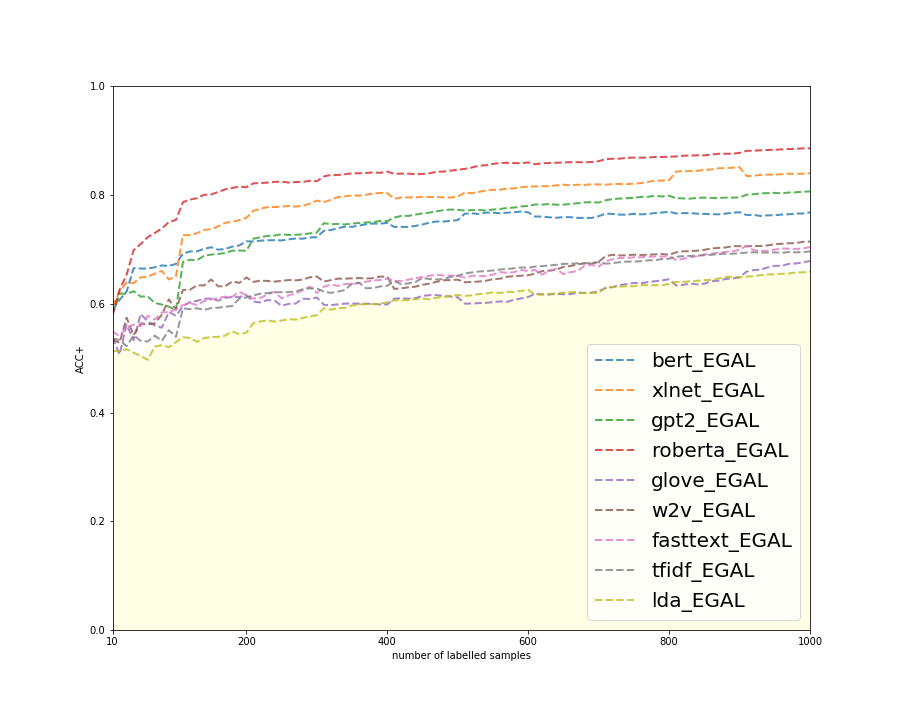 1.0
0.8
0.6
0.4
0.2
0.0
ACC+
bert_EGAL
xlnet_EGAL
gpt2_EGAL
roberta_EGAL
glove_EGAL
w2v_EGAL
fasttext_EGAL
tfidf_EGAL
lda_EGAL
10 200 400 600 800 1000
number of labelled samples